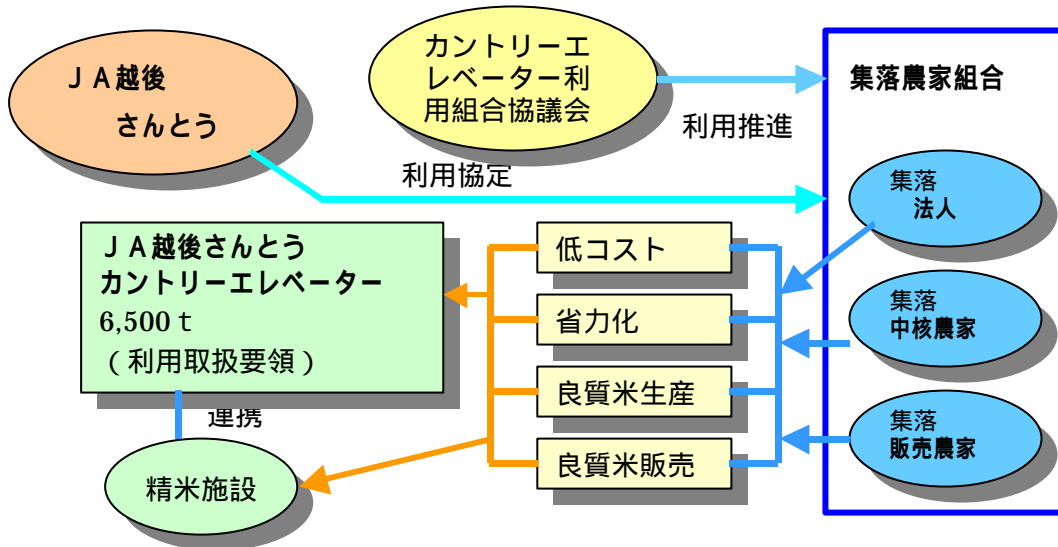 ＪＡ越後
さんとう
カントリーエ
レベーター利
用組合協議会
集落農家組合
利用推進
利用協定
集落
法人
ＪＡ越後さんとう
カントリーエレベーター
6,500ｔ
（利用取扱要領）
低コスト
省力化
良質米生産
良質米販売
集落
中核農家
集落
販売農家
連携
精米施設